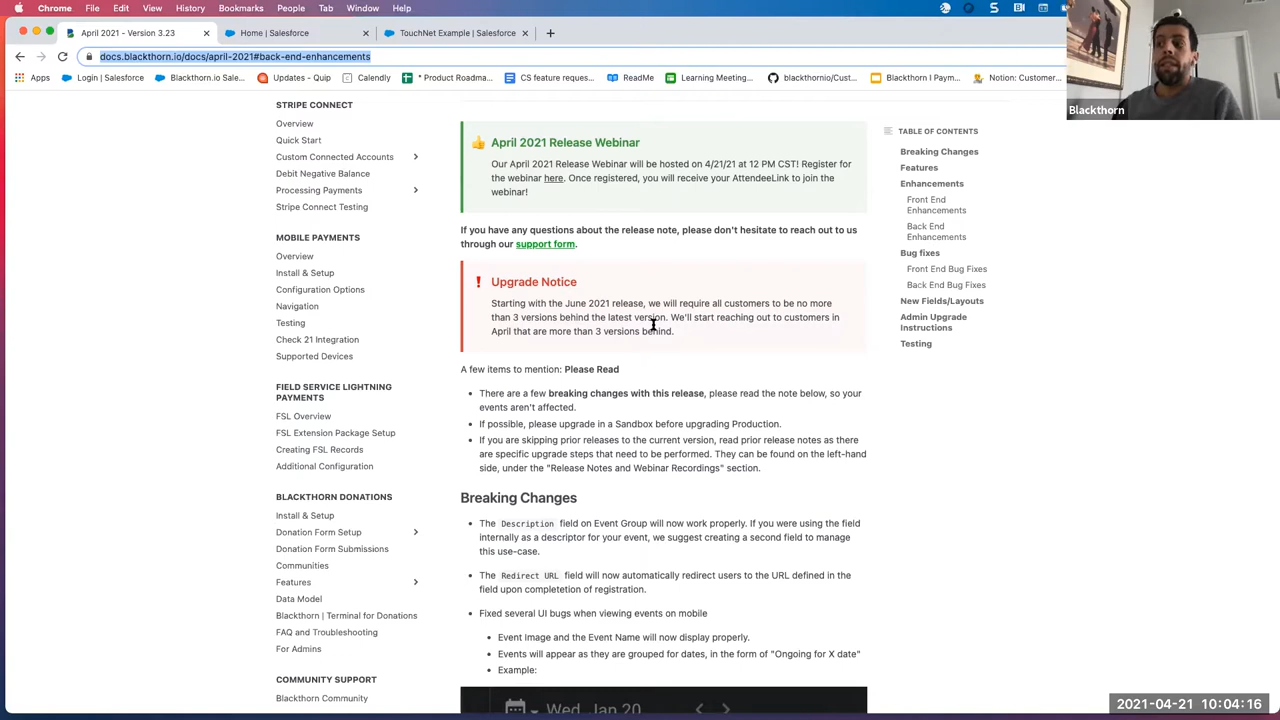 Chrome File Edit View History Bookmarks People Tab Window Help
April 2021 - Version 3.23
Home | Salesforce
TouchNet Example | Salesforce
docs.blackthorn.io/docs/april-2021#back-end-enhancements
Apps Login | Salesforce Blackthorn.io Sale... Updates - Quip Calendly * Product Roadma... CS feature reques... ReadMe Learning Meeting... blackthornio/Cust... Blackthorn | Paym... Notion: Customer...
Blackthorn
STRIPE CONNECT
Overview
Quick Start
Custom Connected Accounts
Debit Negative Balance
Processing Payments
Stripe Connect Testing
MOBILE PAYMENTS
Overview
Install & Setup
Configuration Options
Navigation
Testing
Check 21 Integration
Supported Devices
FIELD SERVICE LIGHTNING
PAYMENTS
FSL Overview
FSL Extension Package Setup
Creating FSL Records
Additional Configuration
BLACKTHORN DONATIONS
Install & Setup
Donation Form Setup
Donation Form Submissions
Communities
Features
Data Model
Blackthorn | Terminal for Donations
FAQ and Troubleshooting
For Admins
COMMUNITY SUPPORT
Blackthorn Community
April 2021 Release Webinar
Our April 2021 Release Webinar will be hosted on 4/21/21 at 12 PM CST! Register for
the webinar here. Once registered, you will receive your AttendeeLink to join the
webinar!
If you have any questions about the release note, please don't hesitate to reach out to us
through our support form.
Upgrade Notice
Starting with the June 2021 release, we will require all customers to be no more
than 3 versions behind the latest version. We'll start reaching out to customers in
April that are more than 3 versions behind.
A few items to mention: Please Read
There are a few breaking changes with this release, please read the note below, so your
events aren't affected.
If possible, please upgrade in a Sandbox before upgrading Production.
If you are skipping prior releases to the current version, read prior release notes as there
are specific upgrade steps that need to be performed. They can be found on the left-hand
side, under the "Release Notes and Webinar Recordings" section.
Breaking Changes
The Description field on Event Group will now work properly. If you were using the field
internally as a descriptor for your event, we suggest creating a second field to manage
this use-case.
The Redirect URL field will now automatically redirect users to the URL defined in the
field upon completetion of registration.
Fixed several UI bugs when viewing events on mobile
Event Image and the Event Name will now display properly.
Events will appear as they are grouped for dates, in the form of "Ongoing for X date"
Example:
Wed, Jan 20
TABLE OF CONTENTS
Breaking Changes
Features
Enhancements
Front End
Enhancements
Back End
Enhancements
Bug fixes
Front End Bug Fixes
Back End Bug Fixes
New Fields/Layouts
Admin Upgrade
Instructions
Testing
2021-04-21 10:04:16